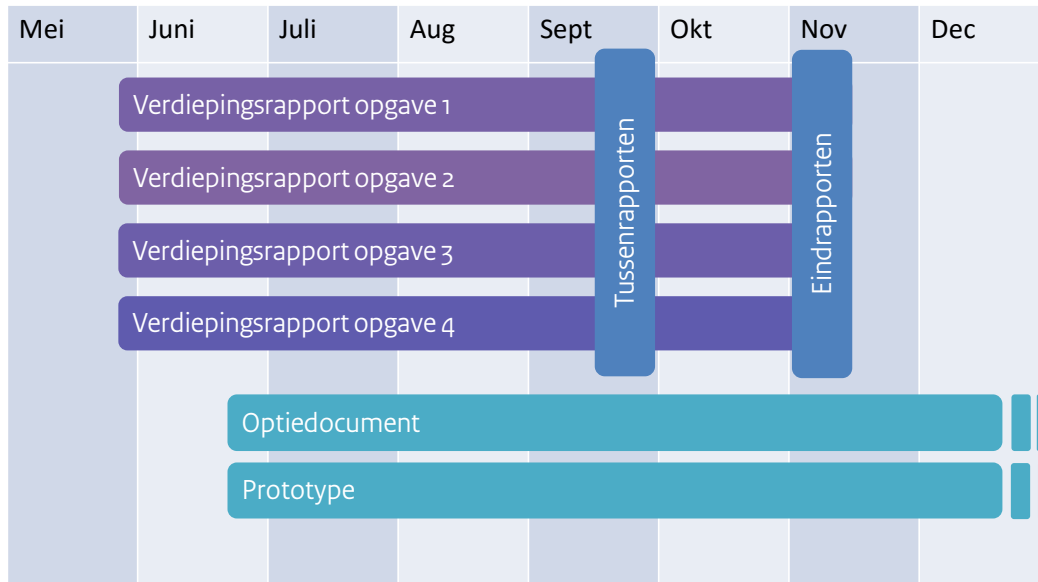 Mei
Juni
Juli
Aug
Sept
Okt
Nov
Dec
Verdiepingsrapport opgave 1
Verdiepingsrapport opgave 2
Verdiepingsrapport opgave 3
Verdiepingsrapport opgave 4
Tussenrapporten
Eindrapporten
Optiedocument
Prototype